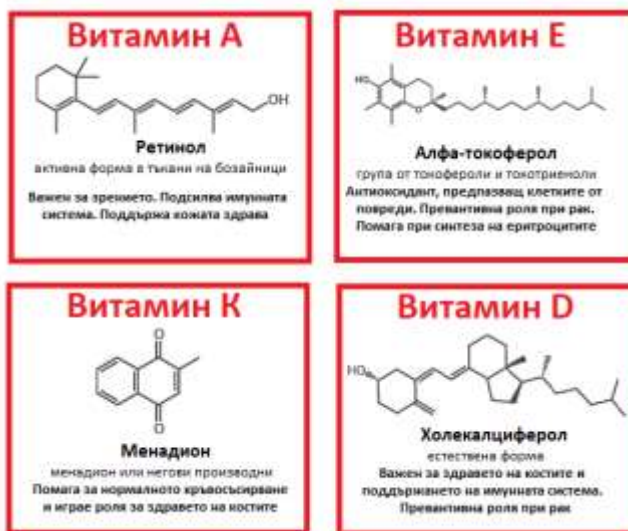 Витамин А
OH
Ретинол
активна форма в тъкани на бозайници
Важен за зрението. Подсилва имунната
система. Поддържа кожата здрава
Витамин Е
HO
O
Алфа-токоферол
група от токофероли и токотриеноли
Антиоксидант, предпазващ клетките от
повреди. Превантивна роля при рак.
Помага при синтеза на еритроцитите
Витамин К
O
O
Менадион
менадион или негови производни
Помага за нормалното кръвосъсирване
и играе роля за здравето на костите
Витамин D
HO
Холекалциферол
естествена форма
Важен за здравето на костите и
поддържането на имунната система.
Превантивна роля при рак